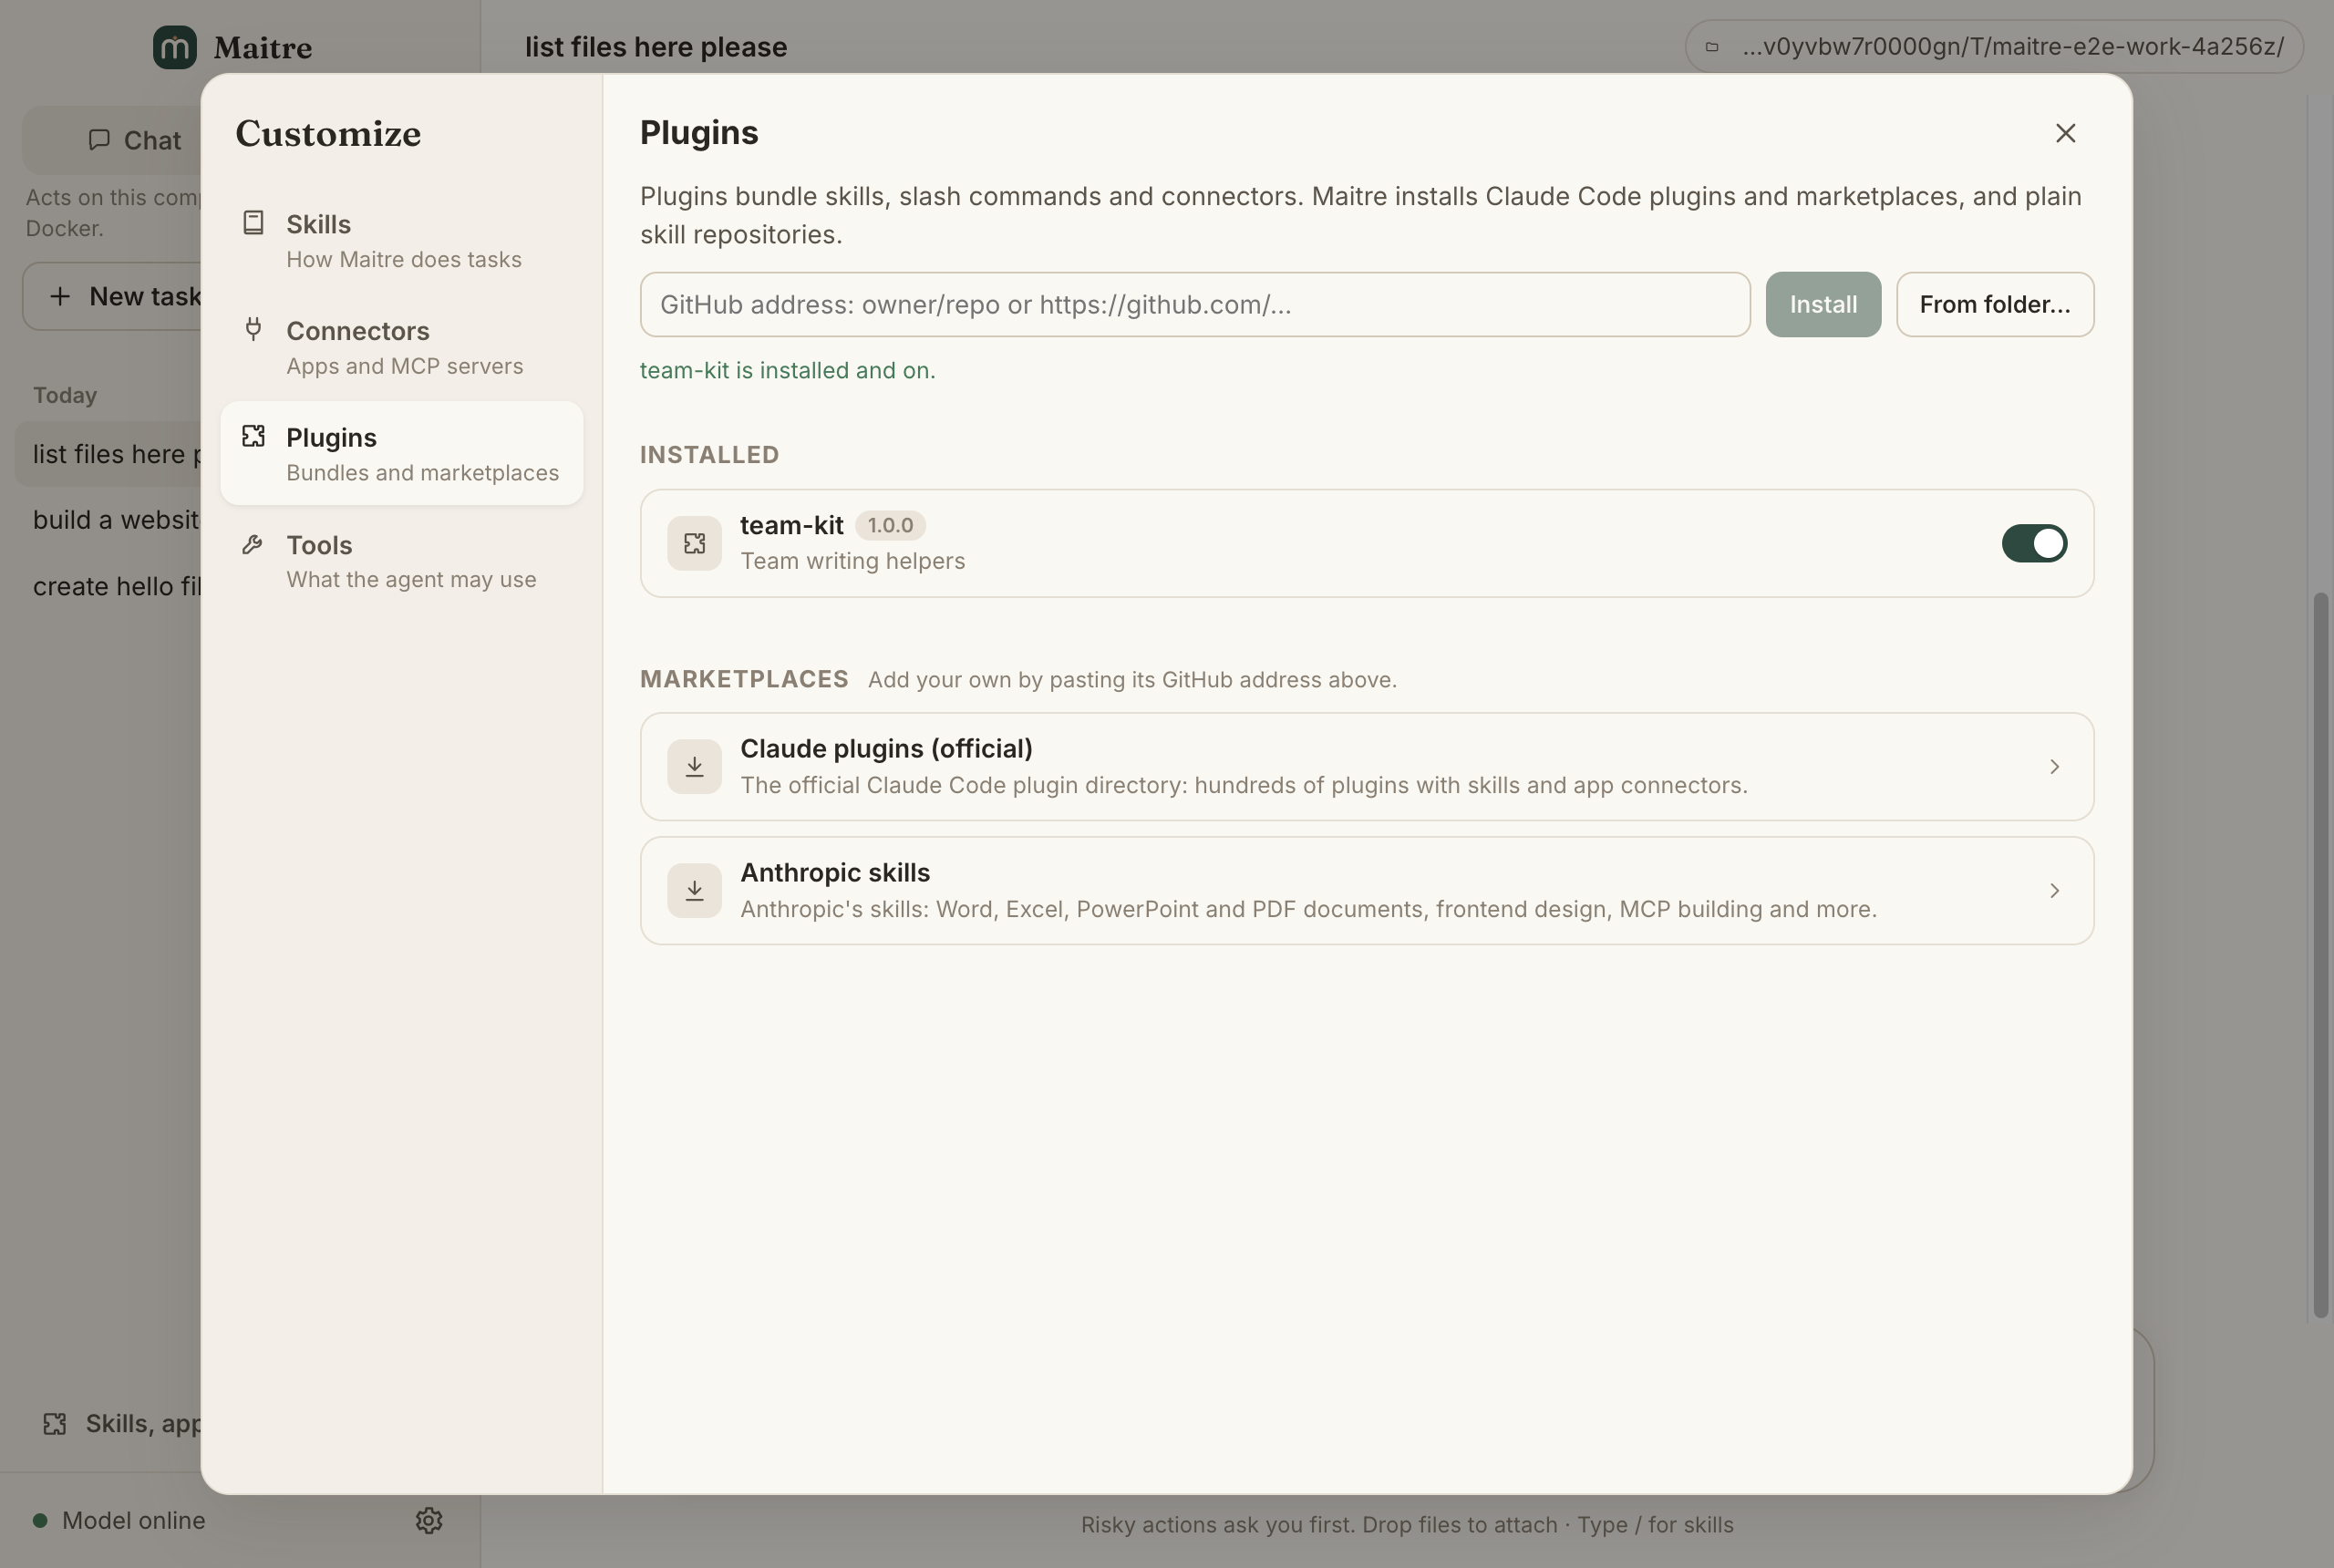 Maitre
list files here please
...v0yvbw7r0000gn/T/maitre-e2e-work-4a256z/
Chat
Acts on this com
Docker.
New task
Today
list files here p
build a websit
create hello fil
Skills, app
Model online
Customize
Skills
How Maitre does tasks
Connectors
Apps and MCP servers
Plugins
Bundles and marketplaces
Tools
What the agent may use
Plugins
Plugins bundle skills, slash commands and connectors. Maitre installs Claude Code plugins and marketplaces, and plain
skill repositories.
GitHub address: owner/repo or https://github.com/...
Install
From folder...
team-kit is installed and on.
INSTALLED
team-kit 1.0.0
Team writing helpers
MARKETPLACES Add your own by pasting its GitHub address above.
Claude plugins (official)
The official Claude Code plugin directory: hundreds of plugins with skills and app connectors.
Anthropic skills
Anthropic's skills: Word, Excel, PowerPoint and PDF documents, frontend design, MCP building and more.
Risky actions ask you first. Drop files to attach · Type / for skills